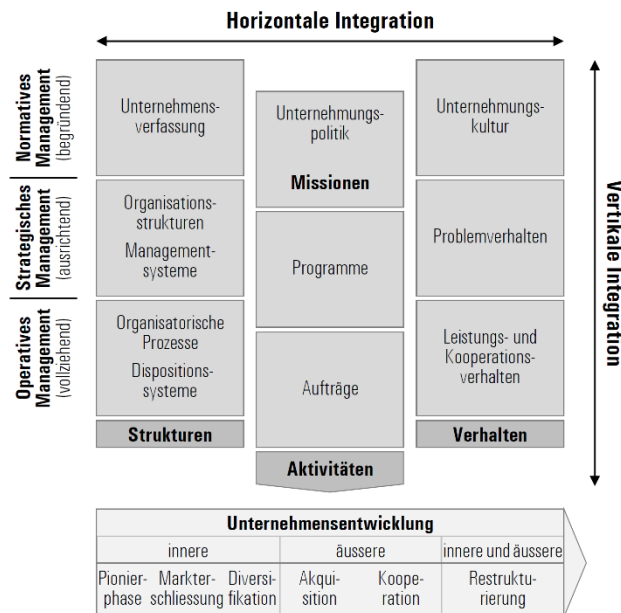 Horizontale Integration
Normatives
Management
(begründend)
Unternehmens-
verfassung
Unternehmungs-
politik
Missionen
Unternehmungs-
kultur
Strategisches
Management
(ausrichtend)
Organisations-
strukturen
Management-
systeme
Programme
Problemverhalten
Operatives
Management
(vollziehend)
Organisatorische
Prozesse
Dispositions-
systeme
Aufträge
Leistungs- und
Kooperations-
verhalten
Vertikale Integration
Strukturen
Aktivitäten
Verhalten
Unternehmensentwicklung
innere
äussere
innere und äussere
Pionier-
phase
Markter-
schliessung
Diversi-
fikation
Akqui-
sition
Koope-
ration
Restruktu-
rierung